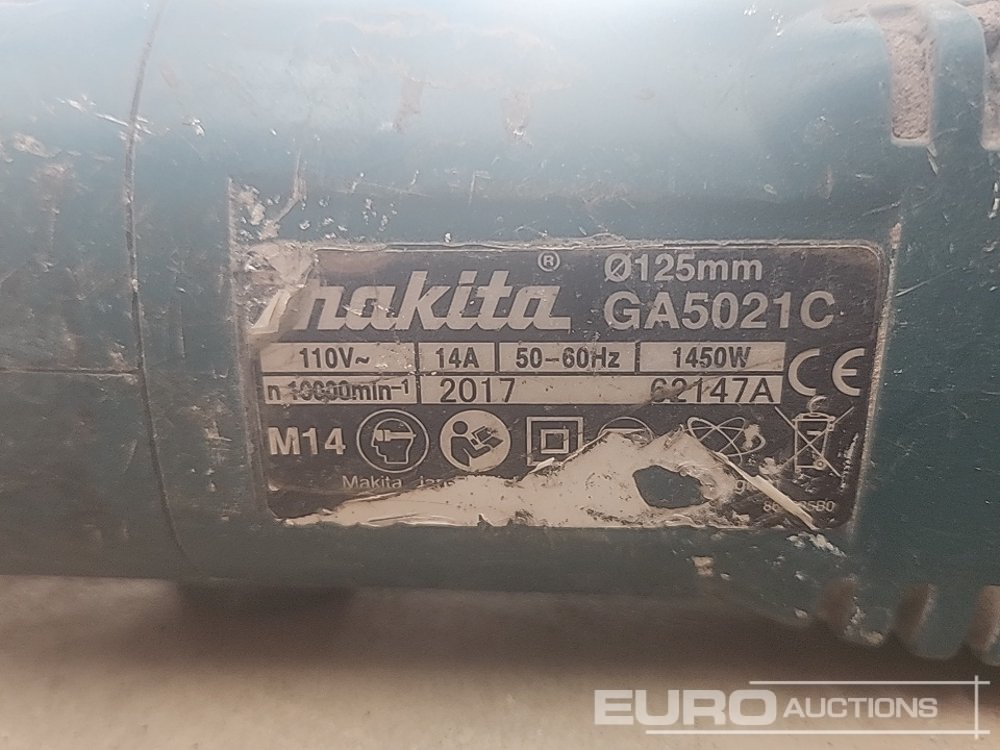 makita® Ø125mm
GA5021C
110V~ 14A 50-60Hz 1450W
n 10000min⁻¹ 2017 62147A CE
M14
Makita
EURO AUCTIONS